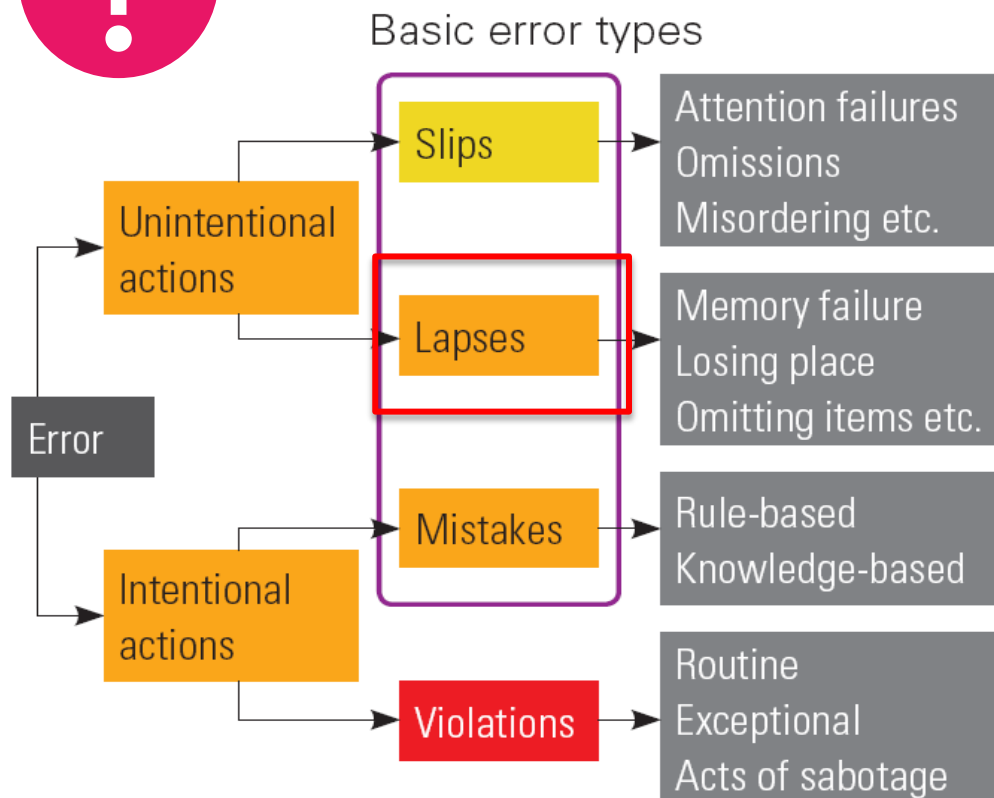 !
Basic error types
Slips
Attention failures
Omissions
Misordering etc.
Unintentional
actions
Lapses
Memory failure
Losing place
Omitting items etc.
Error
Mistakes
Rule-based
Knowledge-based
Intentional
actions
Violations
Routine
Exceptional
Acts of sabotage